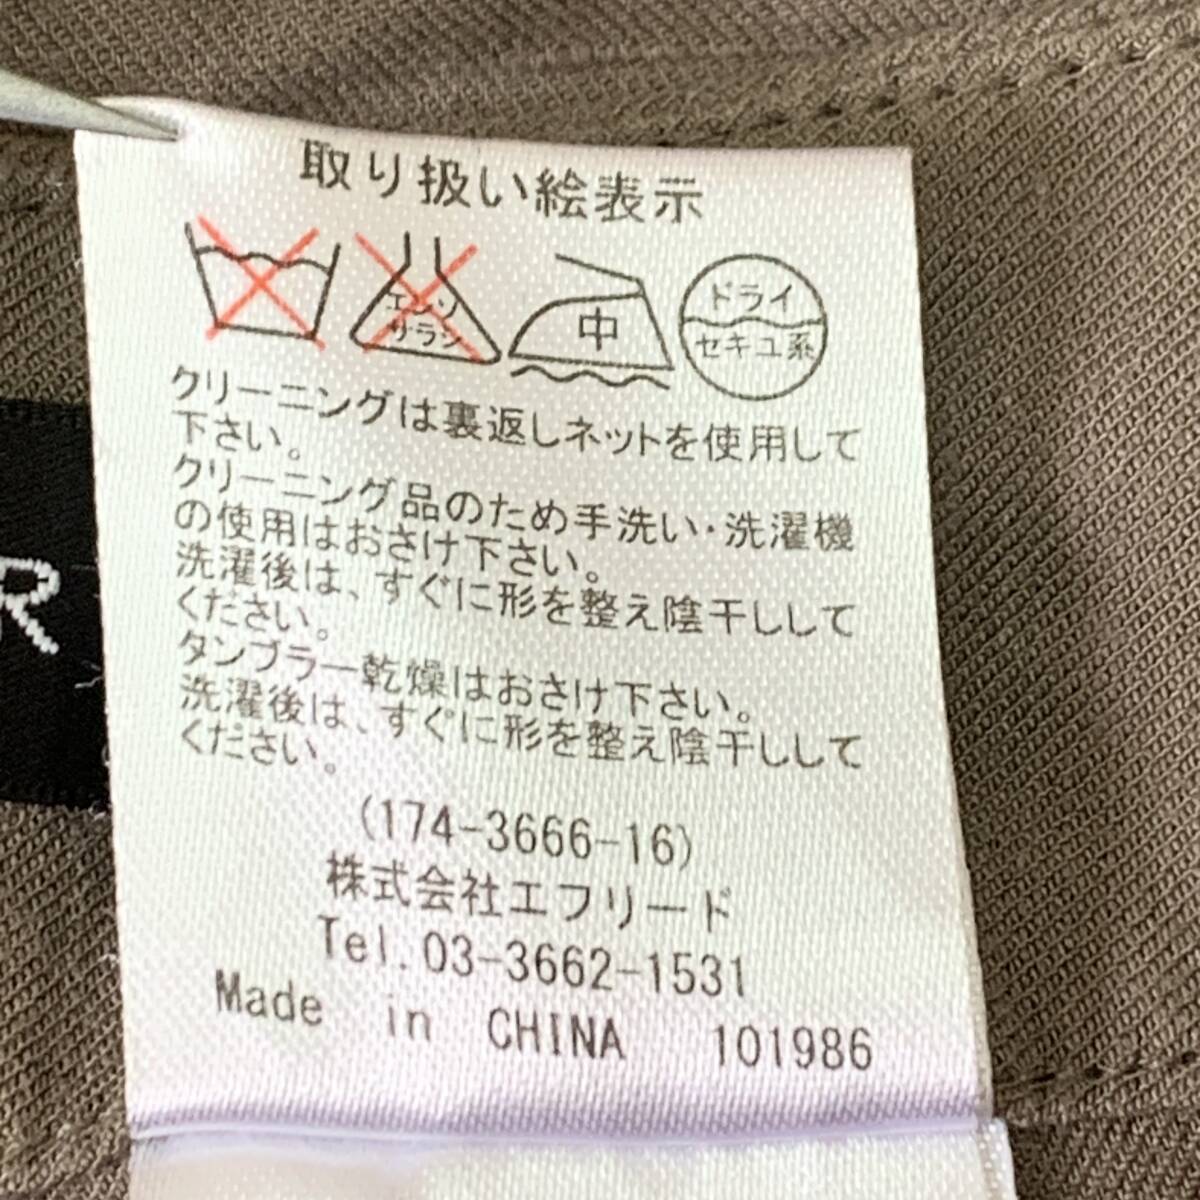 取り扱い絵表示
エンソ
サラシ
中
ドライ
セキユ系
クリーニングは裏返しネットを使用して
下さい。
クリーニング品のため手洗い・洗濯機
の使用はおさけ下さい。
洗濯後は、すぐに形を整え陰干しして
ください。
タンブラー乾燥はおさけ下さい。
洗濯後は、すぐに形を整え陰干しして
ください。
(174-3666-16)
株式会社エフリード
Tel.03-3662-1531
Made in CHINA 101986
R